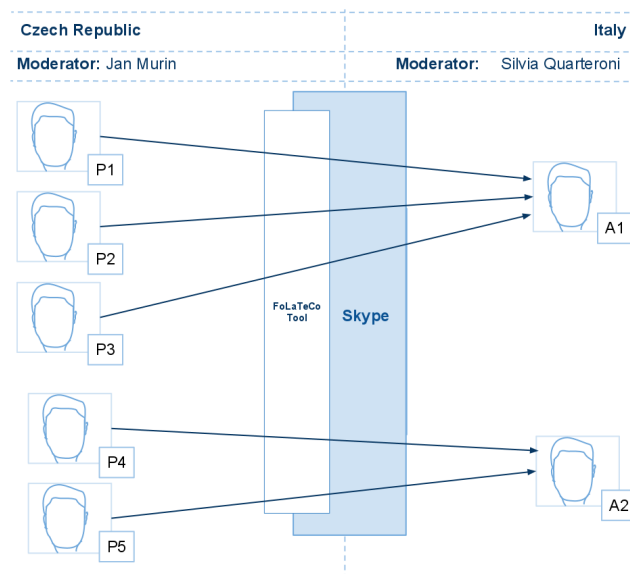 Czech Republic
Italy
Moderator: Jan Murin
Moderator: Silvia Quarteroni
P1
P2
A1
P3
FoLaTeCo
Tool
Skype
P4
P5
A2